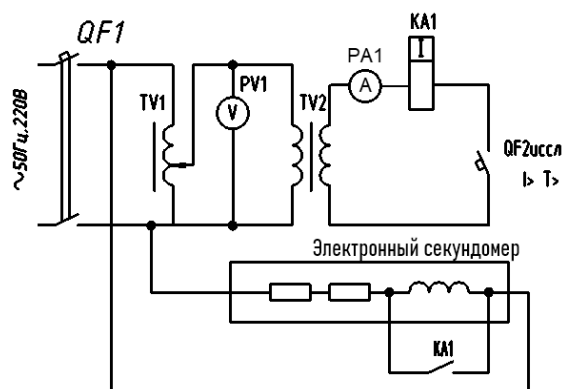 QF1
KA1
I
PA1
A
PV1
V
TV1
TV2
~50Гц,220В
QF2иссл
I> T>
Электронный секундомер
KA1